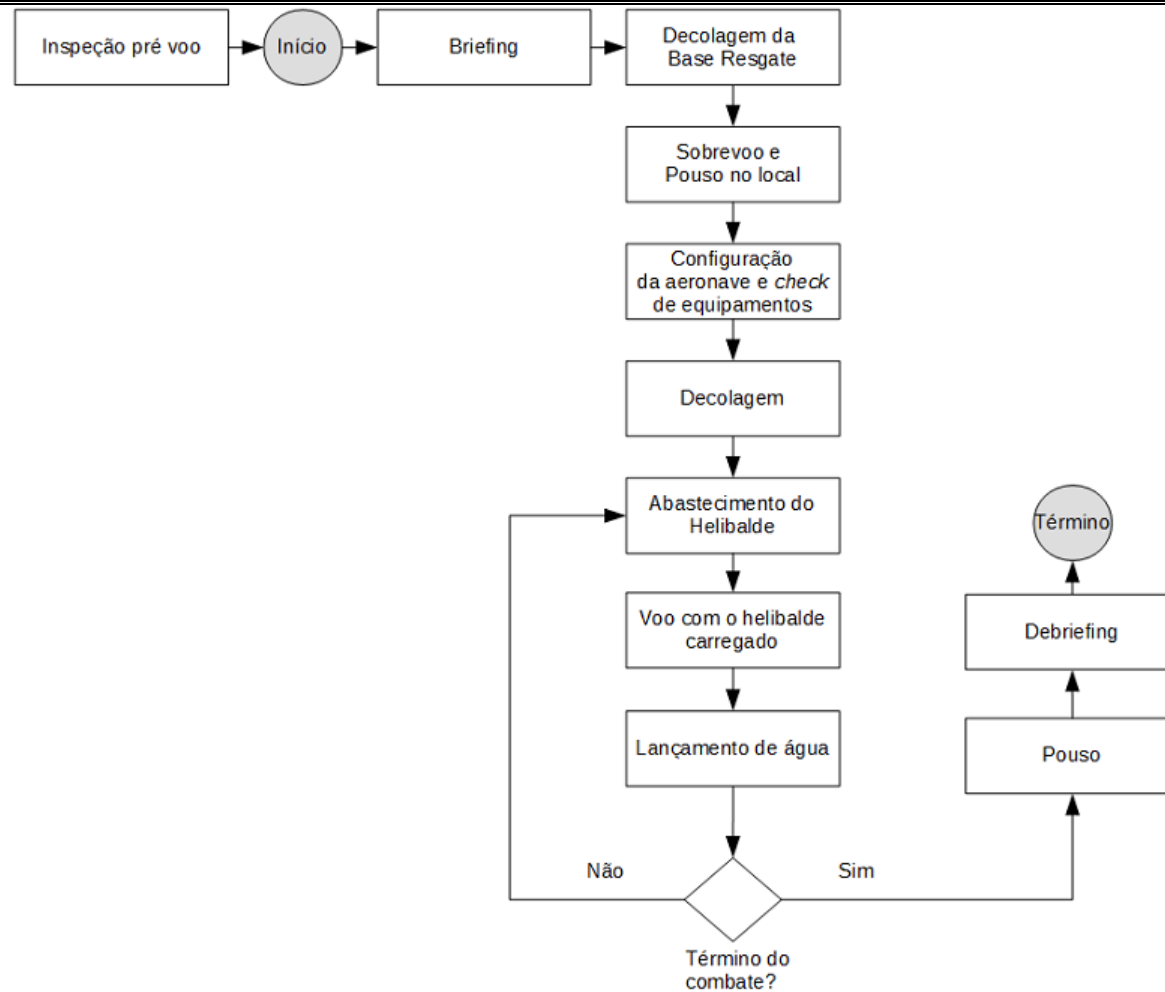 Inspeção pré voo
Início
Briefing
Decolagem da
Base Resgate
Sobrevoo e
Pouso no local
Configuração
da aeronave e check
de equipamentos
Decolagem
Abastecimento do
Helibalde
Voo com o helibalde
carregado
Lançamento de água
Não
Sim
Término do
combate?
Pouso
Debriefing
Término